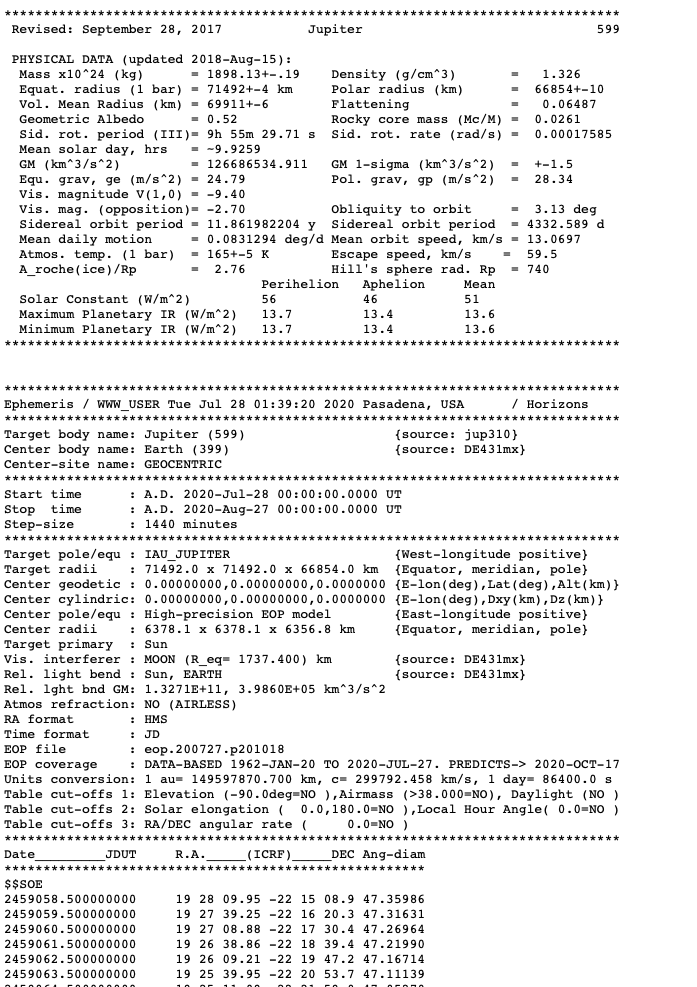 *******************************************************************************
Revised: September 28, 2017 Jupiter 599
PHYSICAL DATA (updated 2018-Aug-15):
Mass x10^24 (kg) = 1898.13+-.19 Density (g/cm^3) = 1.326
Equat. radius (1 bar) = 71492+-4 km Polar radius (km) = 66854+-10
Vol. Mean Radius (km) = 69911+-6 Flattening = 0.06487
Geometric Albedo = 0.52 Rocky core mass (Mc/M) = 0.0261
Sid. rot. period (III)= 9h 55m 29.71 s Sid. rot. rate (rad/s) = 0.00017585
Mean solar day, hrs = ~9.9259
GM (km^3/s^2) = 126686534.911 GM 1-sigma (km^3/s^2) = +-1.5
Equ. grav, ge (m/s^2) = 24.79 Pol. grav, gp (m/s^2) = 28.34
Vis. magnitude V(1,0) = -9.40
Vis. mag. (opposition)= -2.70 Obliquity to orbit = 3.13 deg
Sidereal orbit period = 11.861982204 y Sidereal orbit period = 4332.589 d
Mean daily motion = 0.0831294 deg/d Mean orbit speed, km/s = 13.0697
Atmos. temp. (1 bar) = 165+-5 K Escape speed, km/s = 59.5
A_roche(ice)/Rp = 2.76 Hill's sphere rad. Rp = 740
Perihelion Aphelion Mean
Solar Constant (W/m^2) 56 46 51
Maximum Planetary IR (W/m^2) 13.7 13.4 13.6
Minimum Planetary IR (W/m^2) 13.7 13.4 13.6
*******************************************************************************
*******************************************************************************
Ephemeris / WWW_USER Tue Jul 28 01:39:20 2020 Pasadena, USA / Horizons
*******************************************************************************
Target body name: Jupiter (599) {source: jup310}
Center body name: Earth (399) {source: DE431mx}
Center-site name: GEOCENTRIC
*******************************************************************************
Start time : A.D. 2020-Jul-28 00:00:00.0000 UT
Stop time : A.D. 2020-Aug-27 00:00:00.0000 UT
Step-size : 1440 minutes
*******************************************************************************
Target pole/equ : IAU_JUPITER {West-longitude positive}
Target radii : 71492.0 x 71492.0 x 66854.0 km {Equator, meridian, pole}
Center geodetic : 0.00000000,0.00000000,0.0000000 {E-lon(deg),Lat(deg),Alt(km)}
Center cylindric: 0.00000000,0.00000000,0.0000000 {E-lon(deg),Dxy(km),Dz(km)}
Center pole/equ : High-precision EOP model {East-longitude positive}
Center radii : 6378.1 x 6378.1 x 6356.8 km {Equator, meridian, pole}
Target primary : Sun
Vis. interferer : MOON (R_eq= 1737.400) km {source: DE431mx}
Rel. light bend : Sun, EARTH {source: DE431mx}
Rel. lght bnd GM: 1.3271E+11, 3.9860E+05 km^3/s^2
Atmos refraction: NO (AIRLESS)
RA format : HMS
Time format : JD
EOP file : eop.200727.p201018
EOP coverage : DATA-BASED 1962-JAN-20 TO 2020-JUL-27. PREDICTS-> 2020-OCT-17
Units conversion: 1 au= 149597870.700 km, c= 299792.458 km/s, 1 day= 86400.0 s
Table cut-offs 1: Elevation (-90.0deg=NO ),Airmass (>38.000=NO), Daylight (NO )
Table cut-offs 2: Solar elongation ( 0.0,180.0=NO ),Local Hour Angle( 0.0=NO )
Table cut-offs 3: RA/DEC angular rate ( 0.0=NO )
*******************************************************************************
Date_________JDUT R.A._____(ICRF)_____DEC Ang-diam
******************************************************
$$SOE
2459058.500000000 19 28 09.95 -22 15 08.9 47.35986
2459059.500000000 19 27 39.25 -22 16 20.3 47.31631
2459060.500000000 19 27 08.88 -22 17 30.4 47.26964
2459061.500000000 19 26 38.86 -22 18 39.4 47.21990
2459062.500000000 19 26 09.21 -22 19 47.2 47.16714
2459063.500000000 19 25 39.95 -22 20 53.7 47.11139